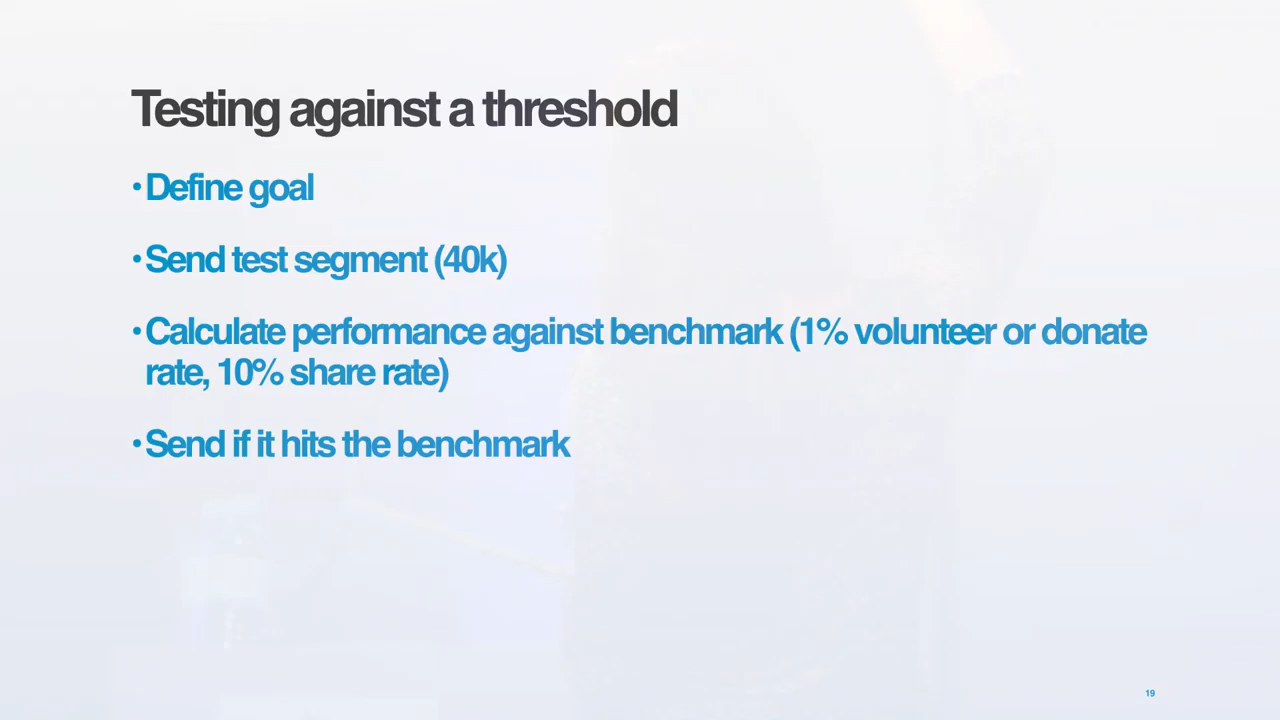 Testing against a threshold
•Define goal
•Send test segment (40k)
•Calculate performance against benchmark (1% volunteer or donate
rate, 10% share rate)
•Send if it hits the benchmark
19